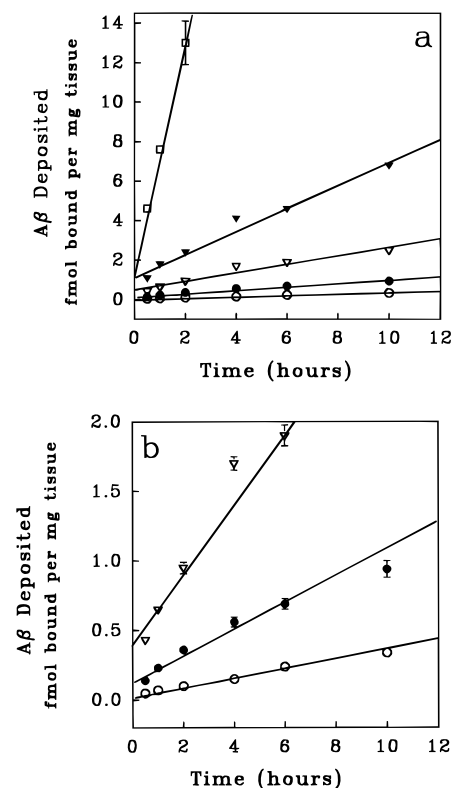 a
14
12
10
8
6
4
2
0
Aβ Deposited
fmol bound per mg tissue
0 2 4 6 8 10 12
Time (hours)
b
2.0
1.5
1.0
0.5
0.0
Aβ Deposited
fmol bound per mg tissue
0 2 4 6 8 10 12
Time (hours)